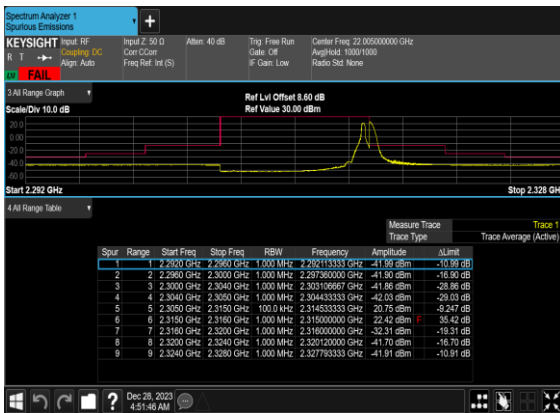 Spectrum Analyzer 1
Spurious Emissions
+
KEYSIGHT Input: RF Input Z: 50 Ω Atten: 40 dB Trig: Free Run Center Freq: 22.005000000 GHz
R T Coupling: DC Corr CCorr Gate: Off Avg|Hold: 1000/1000
Align: Auto Freq Ref: Int (S) IF Gain: Low Radio Std: None
FAIL
3 All Range Graph
Ref Lvl Offset 8.60 dB
Scale/Div 10.0 dB Ref Value 30.00 dBm
20.0
0.00
-20.0
-40.0
-60.0
Start 2.292 GHz Stop 2.328 GH
4 All Range Table
Measure Trace Trace 1
Trace Type Trace Average (Active)
Spur Range Start Freq Stop Freq RBW Frequency Amplitude ΔLimit
1 1 2.2920 GHz 2.2960 GHz 1.000 MHz 2.292113333 GHz -41.99 dBm -10.99 dB
2 2 2.2960 GHz 2.3000 GHz 1.000 MHz 2.297360000 GHz -41.90 dBm -16.90 dB
3 3 2.3000 GHz 2.3040 GHz 1.000 MHz 2.303106667 GHz -41.86 dBm -28.86 dB
4 4 2.3040 GHz 2.3050 GHz 1.000 MHz 2.304433333 GHz -42.03 dBm -29.03 dB
5 5 2.3050 GHz 2.3150 GHz 100.0 kHz 2.314533333 GHz 20.75 dBm -9.247 dB
6 6 2.3150 GHz 2.3160 GHz 1.000 MHz 2.315000000 GHz 22.42 dBm F 35.42 dB
7 7 2.3160 GHz 2.3200 GHz 1.000 MHz 2.316000000 GHz -32.31 dBm -19.31 dB
8 8 2.3200 GHz 2.3240 GHz 1.000 MHz 2.320120000 GHz -41.70 dBm -16.70 dB
9 9 2.3240 GHz 2.3280 GHz 1.000 MHz 2.327793333 GHz -41.91 dBm -10.91 dB
? Dec 28, 2023
4:51:46 AM